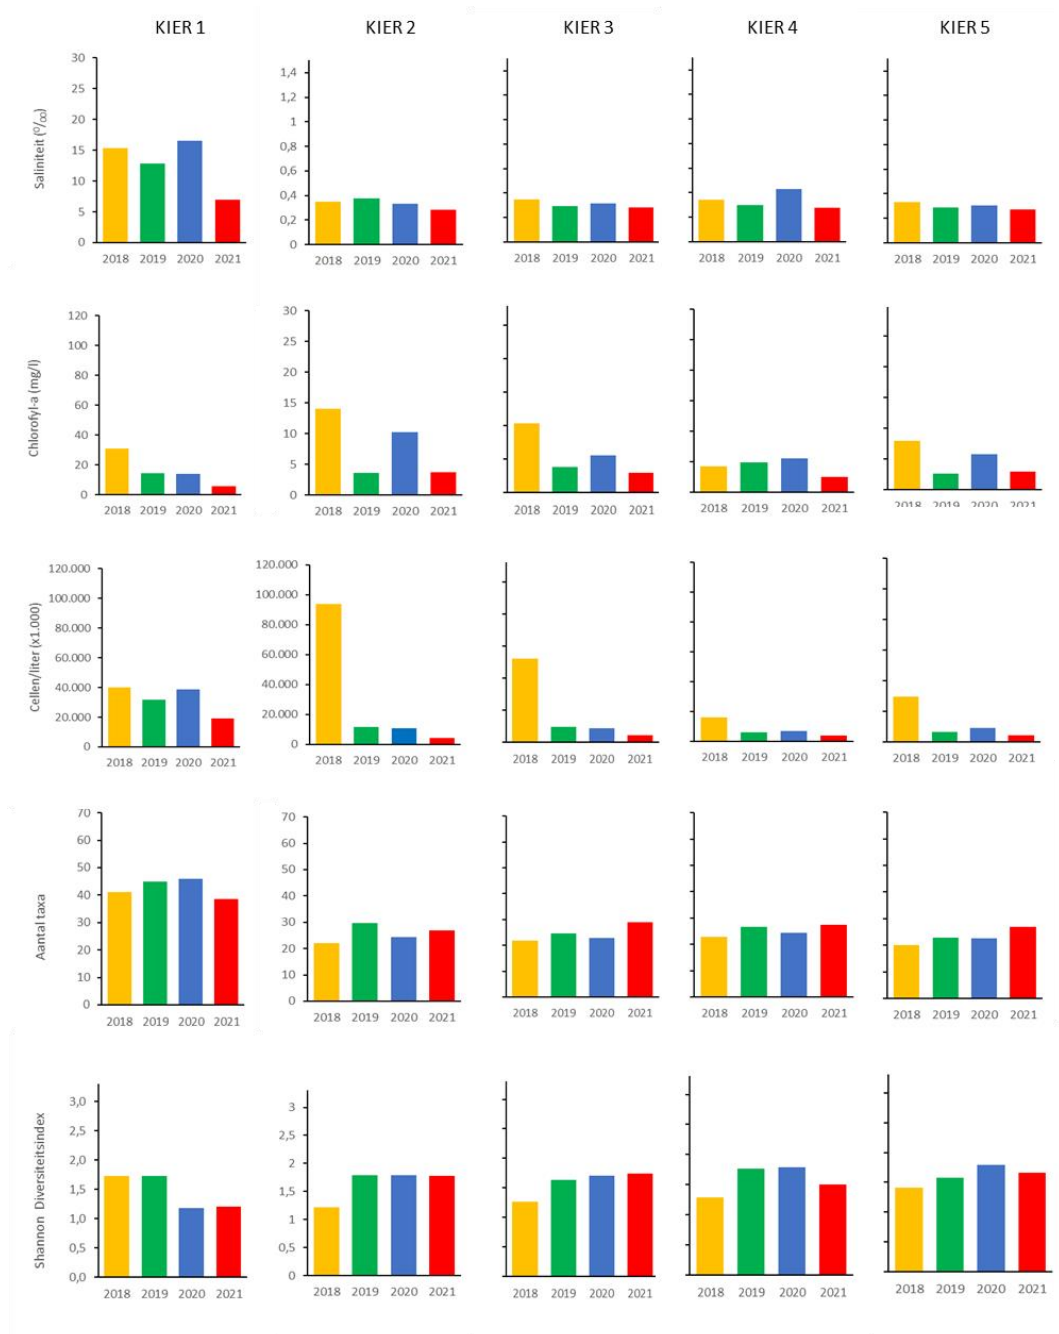 KIER 1 KIER 2 KIER 3 KIER 4 KIER 5
Saliniteit (⁰/₀₀)
30
25
20
15
10
5
0
2018 2019 2020 2021
1,4
1,2
1
0,8
0,6
0,4
0,2
0
2018 2019 2020 2021
2018 2019 2020 2021
2018 2019 2020 2021
2018 2019 2020 2021
Chlorofyl-a (mg/l)
120
100
80
60
40
20
0
2018 2019 2020 2021
30
25
20
15
10
5
0
2018 2019 2020 2021
2018 2019 2020 2021
2018 2019 2020 2021
2018 2019 2020 2021
Cellen/liter (x1.000)
120.000
100.000
80.000
60.000
40.000
20.000
0
2018 2019 2020 2021
120.000
100.000
80.000
60.000
40.000
20.000
0
2018 2019 2020 2021
2018 2019 2020 2021
2018 2019 2020 2021
2018 2019 2020 2021
Aantal taxa
70
60
50
40
30
20
10
0
2018 2019 2020 2021
70
60
50
40
30
20
10
0
2018 2019 2020 2021
2018 2019 2020 2021
2018 2019 2020 2021
2018 2019 2020 2021
Shannon Diversiteitsindex
3,0
2,5
2,0
1,5
1,0
0,5
0,0
2018 2019 2020 2021
3
2,5
2
1,5
1
0,5
0
2018 2019 2020 2021
2018 2019 2020 2021
2018 2019 2020 2021
2018 2019 2020 2021